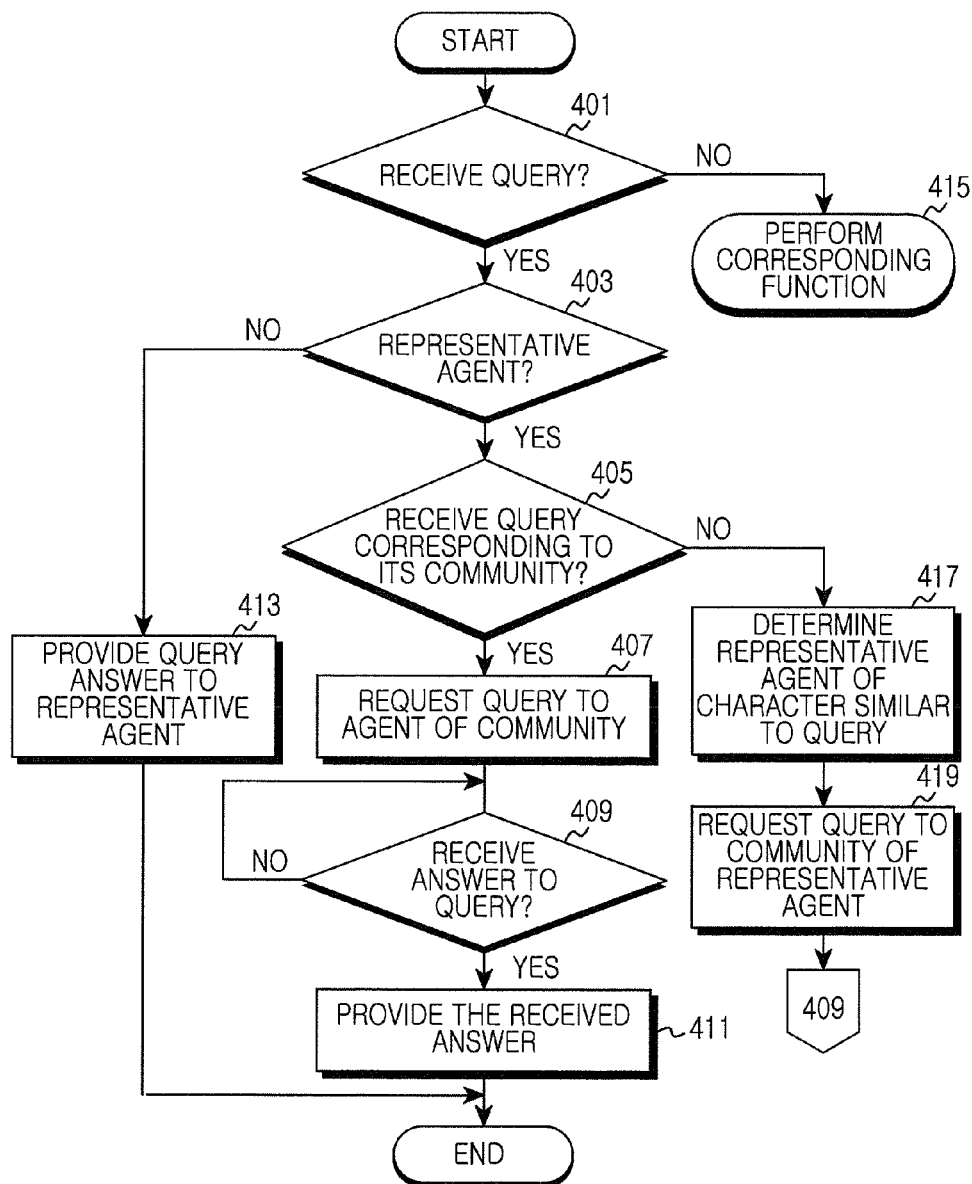 START
401
RECEIVE QUERY?
NO
415
PERFORM
CORRESPONDING
FUNCTION
YES
403
NO
REPRESENTATIVE
AGENT?
YES
405
RECEIVE QUERY
CORRESPONDING TO
ITS COMMUNITY?
NO
413
PROVIDE QUERY
ANSWER TO
REPRESENTATIVE
AGENT
YES
407
REQUEST QUERY TO
AGENT OF COMMUNITY
417
DETERMINE
REPRESENTATIVE
AGENT OF
CHARACTER SIMILAR
TO QUERY
409
NO
RECEIVE
ANSWER TO
QUERY?
419
REQUEST QUERY TO
COMMUNITY OF
REPRESENTATIVE
AGENT
YES
409
PROVIDE THE RECEIVED
ANSWER
411
END